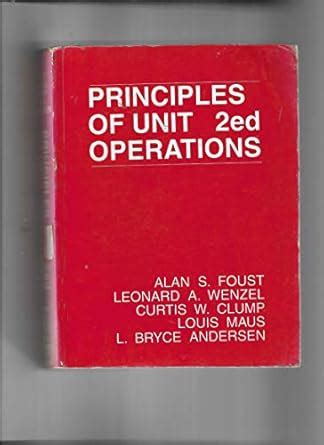 PRINCIPLES
OF UNIT 2ed
OPERATIONS
ALAN S. FOUST
LEONARD A. WENZEL
CURTIS W. CLUMP
LOUIS MAUS
L. BRYCE ANDERSEN